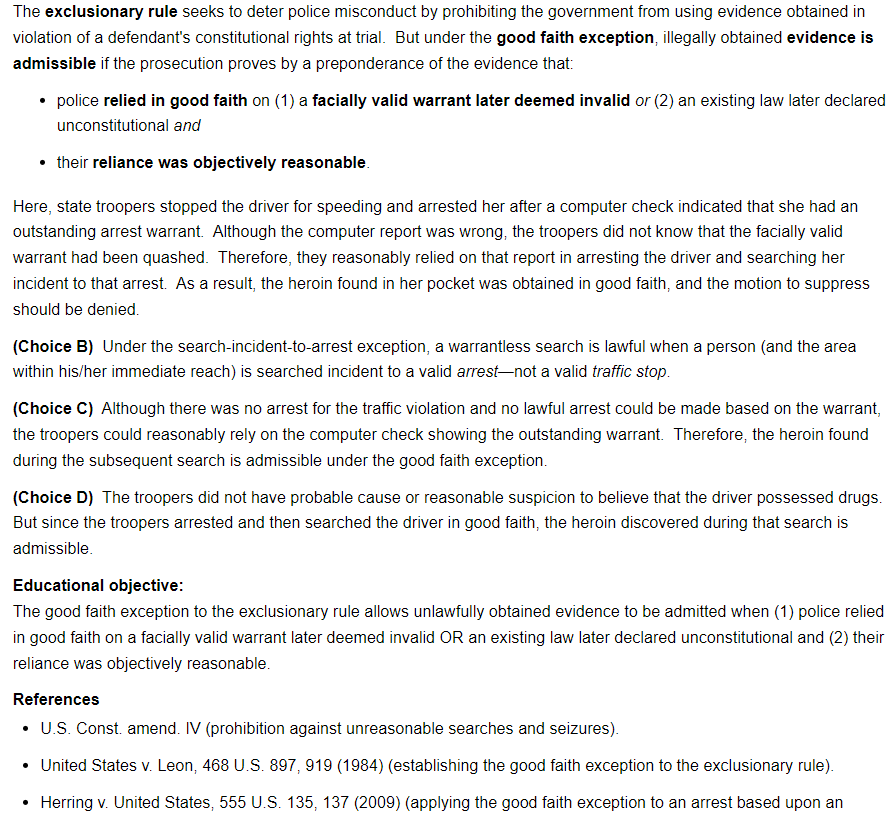 The exclusionary rule seeks to deter police misconduct by prohibiting the government from using evidence obtained in
violation of a defendant's constitutional rights at trial.  But under the good faith exception, illegally obtained evidence is
admissible if the prosecution proves by a preponderance of the evidence that:
• police relied in good faith on (1) a facially valid warrant later deemed invalid or (2) an existing law later declared
unconstitutional and
• their reliance was objectively reasonable.
Here, state troopers stopped the driver for speeding and arrested her after a computer check indicated that she had an
outstanding arrest warrant.  Although the computer report was wrong, the troopers did not know that the facially valid
warrant had been quashed.  Therefore, they reasonably relied on that report in arresting the driver and searching her
incident to that arrest.  As a result, the heroin found in her pocket was obtained in good faith, and the motion to suppress
should be denied.
(Choice B)  Under the search-incident-to-arrest exception, a warrantless search is lawful when a person (and the area
within his/her immediate reach) is searched incident to a valid arrest—not a valid traffic stop.
(Choice C)  Although there was no arrest for the traffic violation and no lawful arrest could be made based on the warrant,
the troopers could reasonably rely on the computer check showing the outstanding warrant.  Therefore, the heroin found
during the subsequent search is admissible under the good faith exception.
(Choice D)  The troopers did not have probable cause or reasonable suspicion to believe that the driver possessed drugs.
But since the troopers arrested and then searched the driver in good faith, the heroin discovered during that search is
admissible.
Educational objective:
The good faith exception to the exclusionary rule allows unlawfully obtained evidence to be admitted when (1) police relied
in good faith on a facially valid warrant later deemed invalid OR an existing law later declared unconstitutional and (2) their
reliance was objectively reasonable.
References
• U.S. Const. amend. IV (prohibition against unreasonable searches and seizures).
• United States v. Leon, 468 U.S. 897, 919 (1984) (establishing the good faith exception to the exclusionary rule).
• Herring v. United States, 555 U.S. 135, 137 (2009) (applying the good faith exception to an arrest based upon an